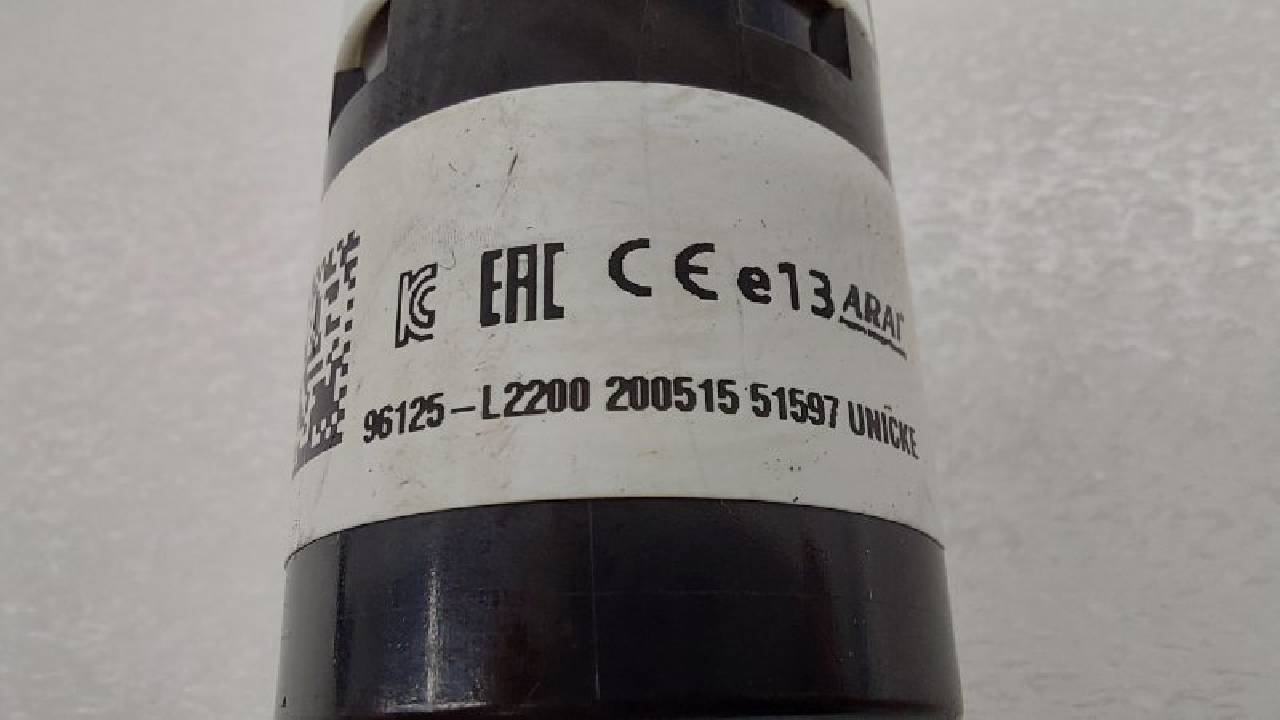 KC EAC CE e13 ARAI
96125-L2200 200515 51597 UNICKE